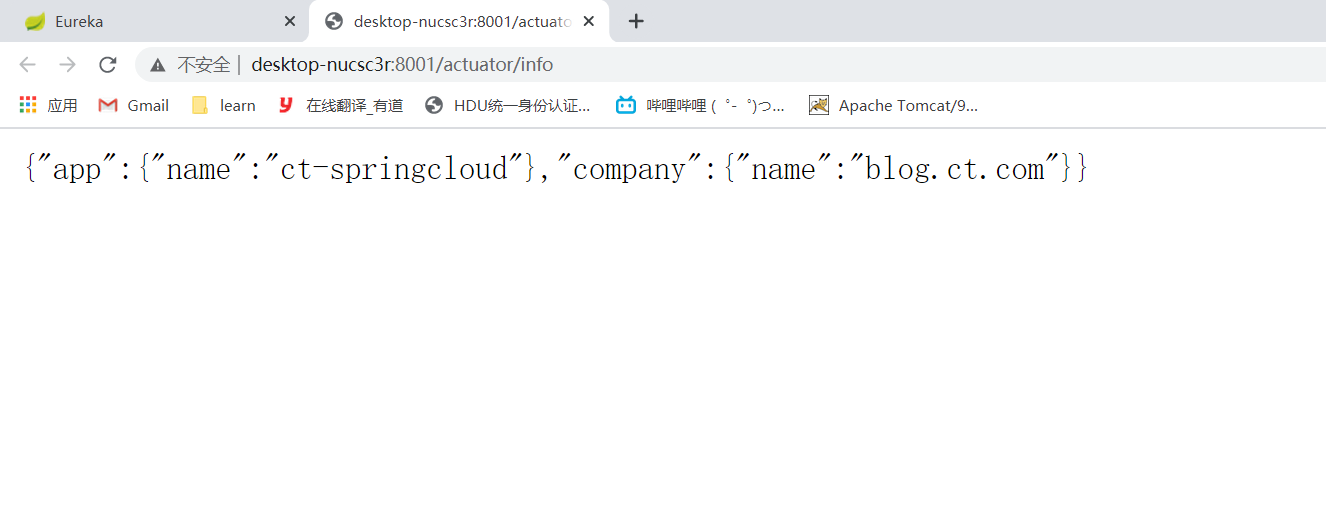 Eureka
desktop-nucsc3r:8001/actuato
不安全 | desktop-nucsc3r:8001/actuator/info
应用 Gmail learn 在线翻译_有道 HDU统一身份认证... 哔哩哔哩 ( ゜- ゜)つ... Apache Tomcat/9...
{"app":{"name":"ct-springcloud"},"company":{"name":"blog.ct.com"}}